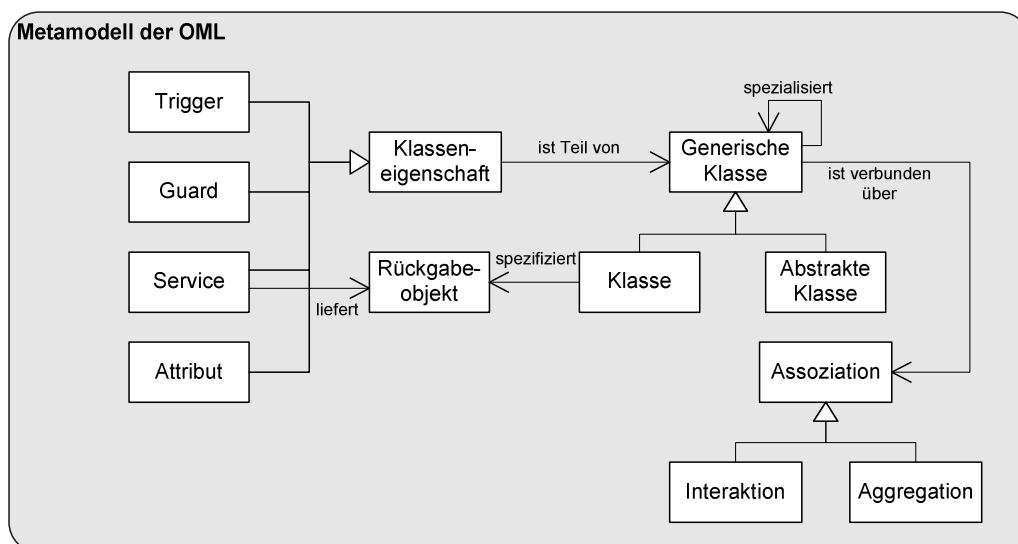 Metamodell der OML
Trigger
Guard
Service
Attribut
Klassen-
eigenschaft
ist Teil von
spezialisiert
Generische
Klasse
ist verbunden
über
Rückgabe-
objekt
liefert
spezifiziert
Klasse
Abstrakte
Klasse
Assoziation
Interaktion
Aggregation